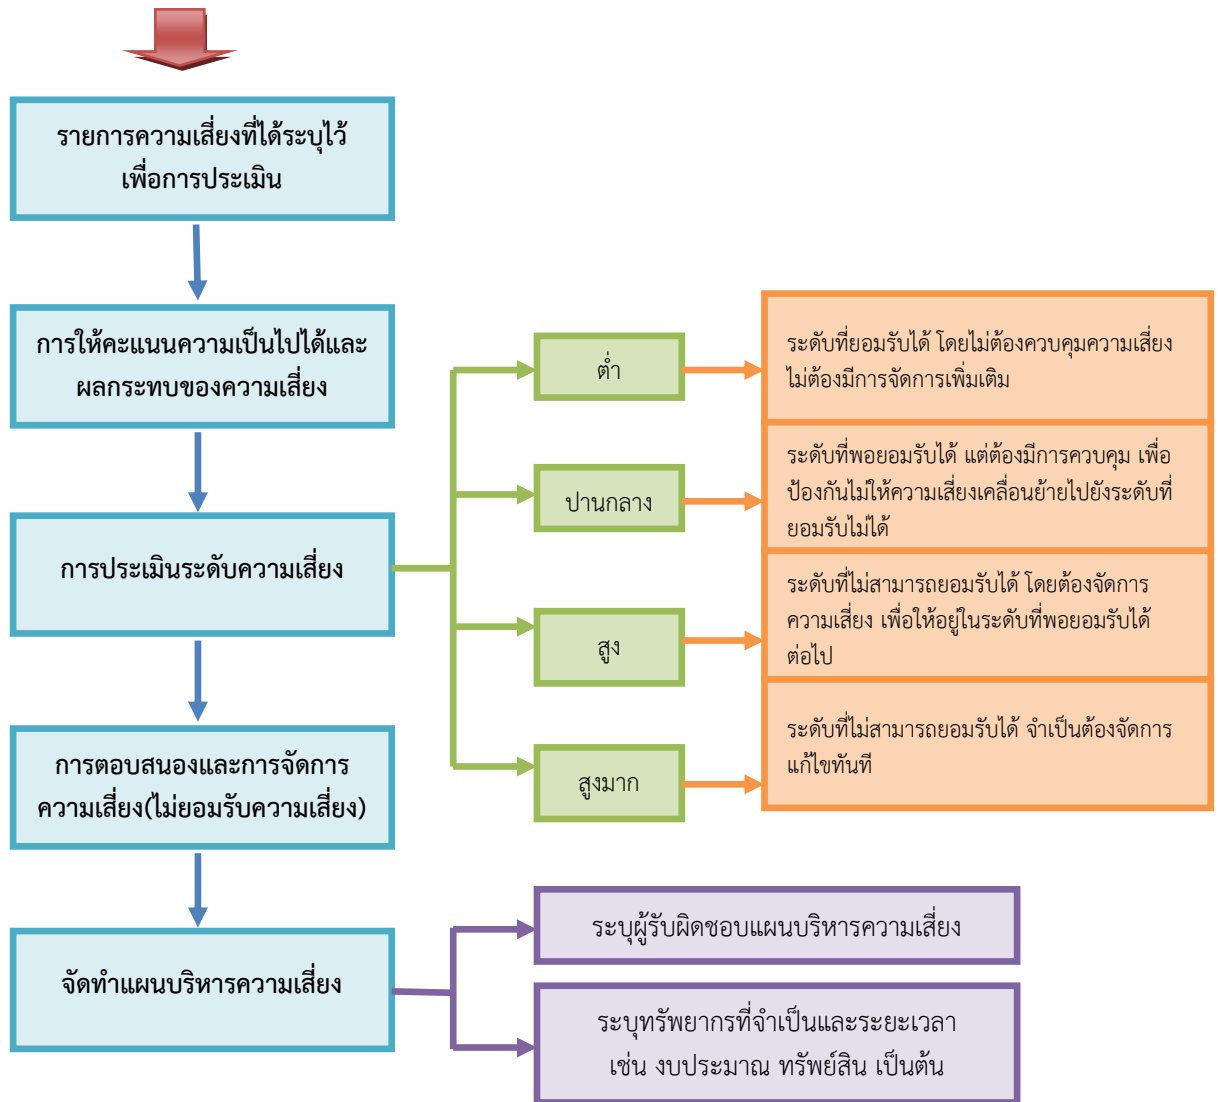 รายการความเสี่ยงที่ได้ระบุไว้
เพื่อการประเมิน
การให้คะแนนความเป็นไปได้และ
ผลกระทบของความเสี่ยง
การประเมินระดับความเสี่ยง
ต่ำ
ระดับที่ยอมรับได้ โดยไม่ต้องควบคุมความเสี่ยง
ไม่ต้องมีการจัดการเพิ่มเติม
ปานกลาง
ระดับที่พอยอมรับได้ แต่ต้องมีการควบคุม เพื่อ
ป้องกันไม่ให้ความเสี่ยงเคลื่อนย้ายไปยังระดับที่
ยอมรับไม่ได้
สูง
ระดับที่ไม่สามารถยอมรับได้ โดยต้องจัดการ
ความเสี่ยง เพื่อให้อยู่ในระดับที่พอยอมรับได้
ต่อไป
สูงมาก
ระดับที่ไม่สามารถยอมรับได้ จำเป็นต้องจัดการ
แก้ไขทันที
การตอบสนองและการจัดการ
ความเสี่ยง(ไม่ยอมรับความเสี่ยง)
จัดทำแผนบริหารความเสี่ยง
ระบุผู้รับผิดชอบแผนบริหารความเสี่ยง
ระบุทรัพยากรที่จำเป็นและระยะเวลา
เช่น งบประมาณ ทรัพย์สิน เป็นต้น